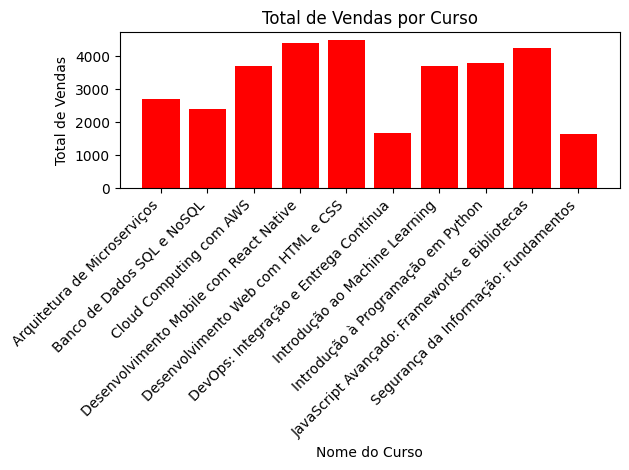 Total de Vendas por Curso
Total de Vendas
4000
3000
2000
1000
0
Arquitetura de Microserviços
Banco de Dados SQL e NoSQL
Cloud Computing com AWS
Desenvolvimento Mobile com React Native
Desenvolvimento Web com HTML e CSS
DevOps: Integração e Entrega Contínua
Introdução ao Machine Learning
Introdução à Programação em Python
JavaScript Avançado: Frameworks e Bibliotecas
Segurança da Informação: Fundamentos
Nome do Curso